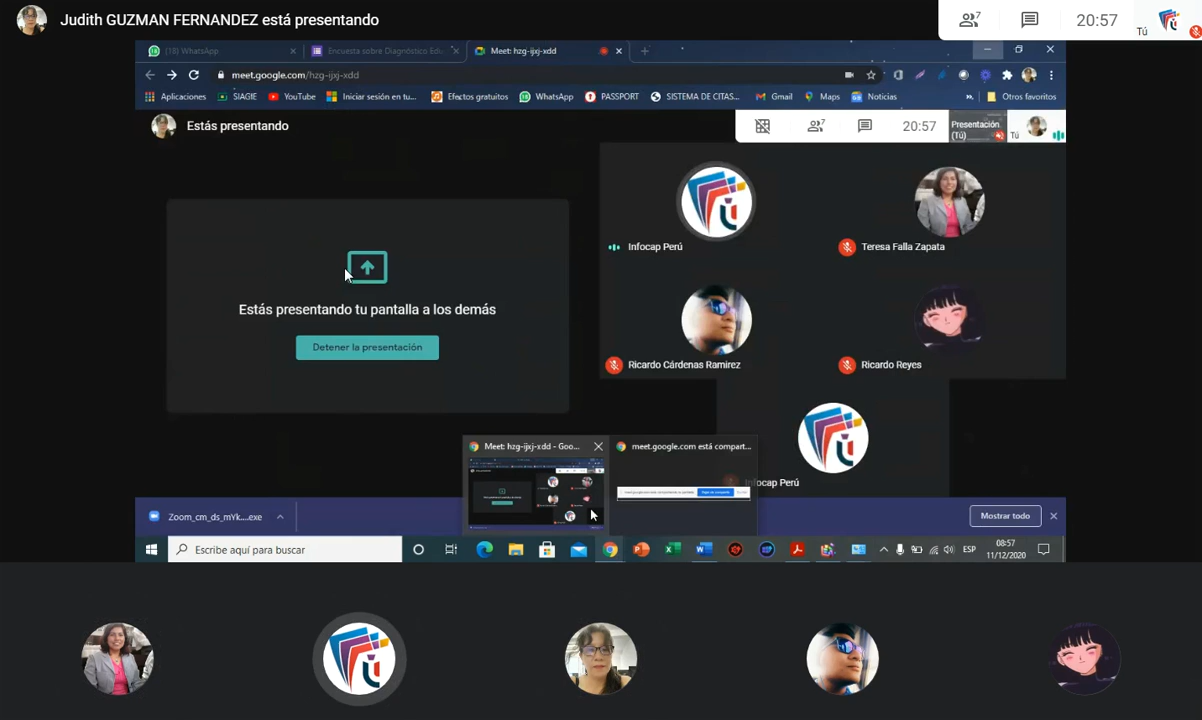 Judith GUZMAN FERNANDEZ está presentando
7
20:57
Tú
(18) WhatsApp
Encuesta sobre Diagnóstico Edu
Meet: hzg-ijxj-xdd
meet.google.com/hzg-ijxj-xdd
Aplicaciones
SIAGIE
YouTube
Iniciar sesión en tu...
Efectos gratuitos
WhatsApp
PASSPORT
SISTEMA DE CITAS...
Gmail
Maps
Noticias
Otros favoritos
Estás presentando
7
20:57
Presentación
(Tú)
Tú
Infocap Perú
Teresa Falla Zapata
Estás presentando tu pantalla a los demás
Detener la presentación
Ricardo Cárdenas Ramirez
Ricardo Reyes
Meet: hzg-ijxj-xdd - Goo...
meet.google.com está compart...
Infocap Perú
Zoom_cm_ds_mYk....exe
Mostrar todo
Escribe aquí para buscar
ESP
08:57
11/12/2020